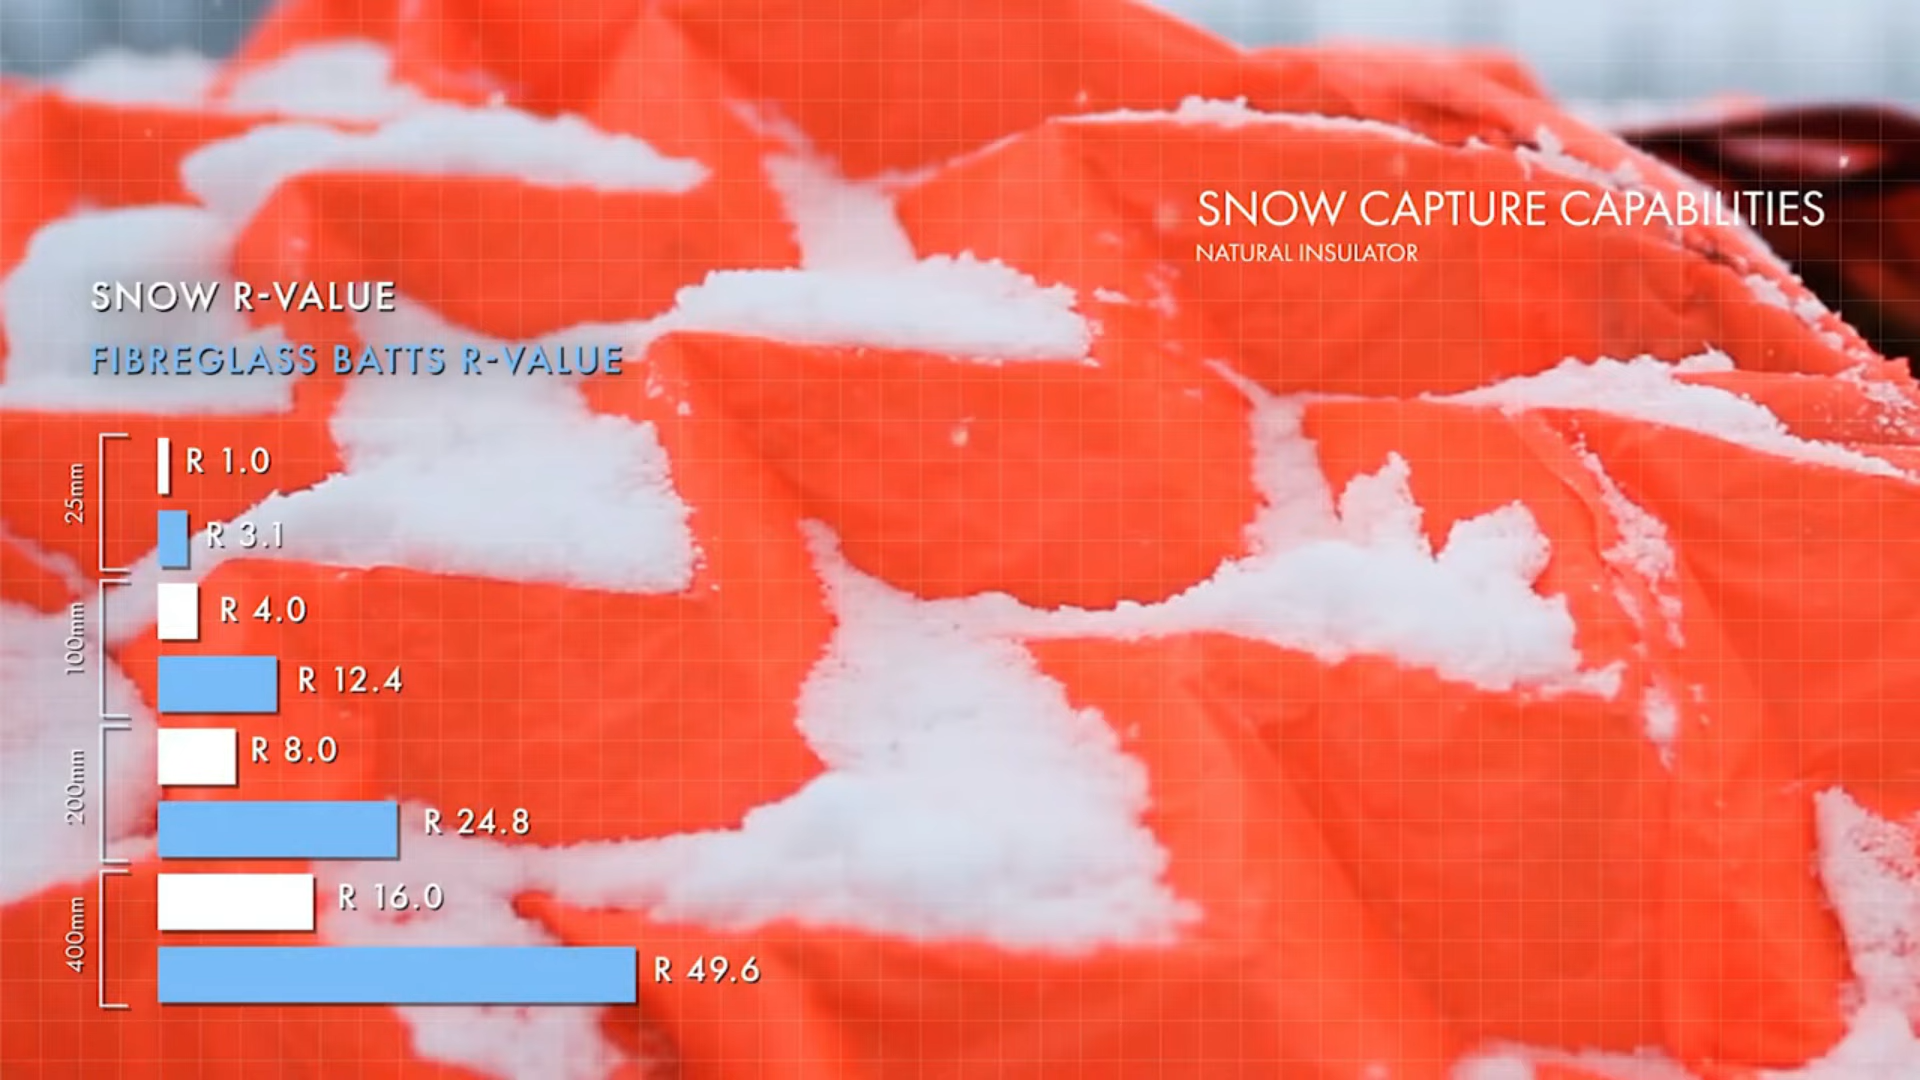 SNOW CAPTURE CAPABILITIES
NATURAL INSULATOR
SNOW R-VALUE
FIBREGLASS BATTS R-VALUE
25mm
R 1.0
R 3.1
100mm
R 4.0
R 12.4
200mm
R 8.0
R 24.8
400mm
R 16.0
R 49.6